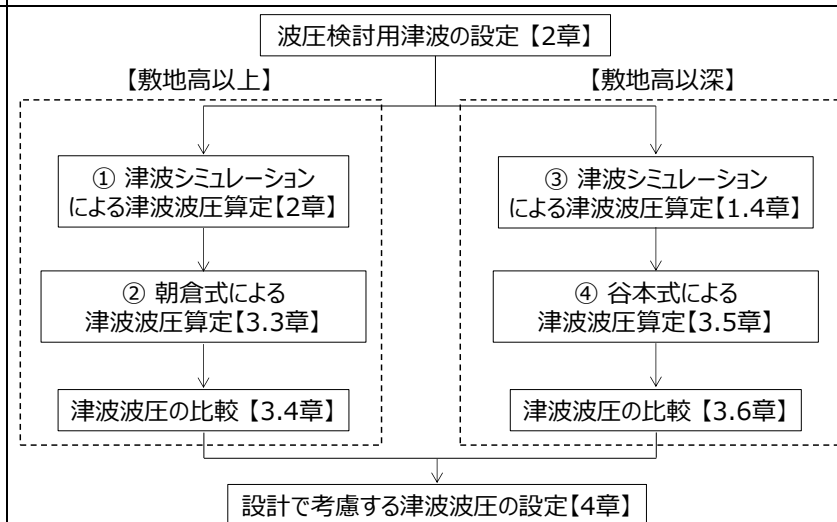 波圧検討用津波の設定【2章】
【敷地高以上】
① 津波シミュレーション
による津波波圧算定【2章】
② 朝倉式による
津波波圧算定【3.3章】
津波波圧の比較【3.4章】
【敷地高以深】
③ 津波シミュレーション
による津波波圧算定【1.4章】
④ 谷本式による
津波波圧算定【3.5章】
津波波圧の比較【3.6章】
設計で考慮する津波波圧の設定【4章】